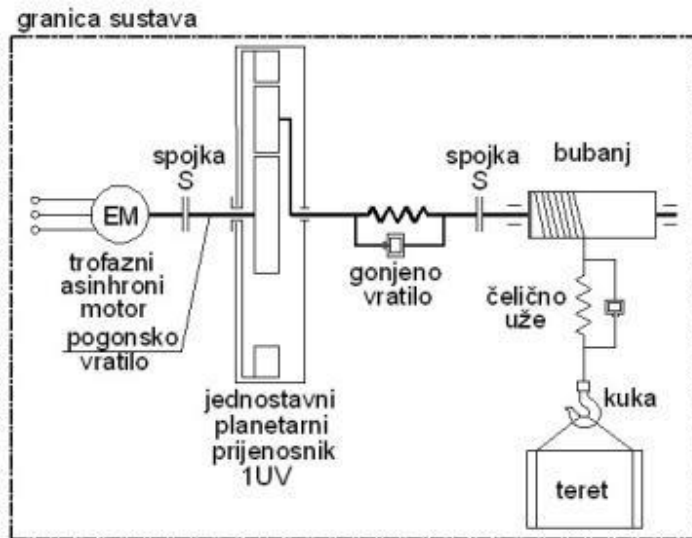 granica sustava
spojka
S
EM
trofazni
asinhroni
motor
pogonsko
vratilo
jednostavni
planetarni
prijenosnik
1UV
gonjeno
vratilo
spojka
S
bubanj
čelično
uže
kuka
teret